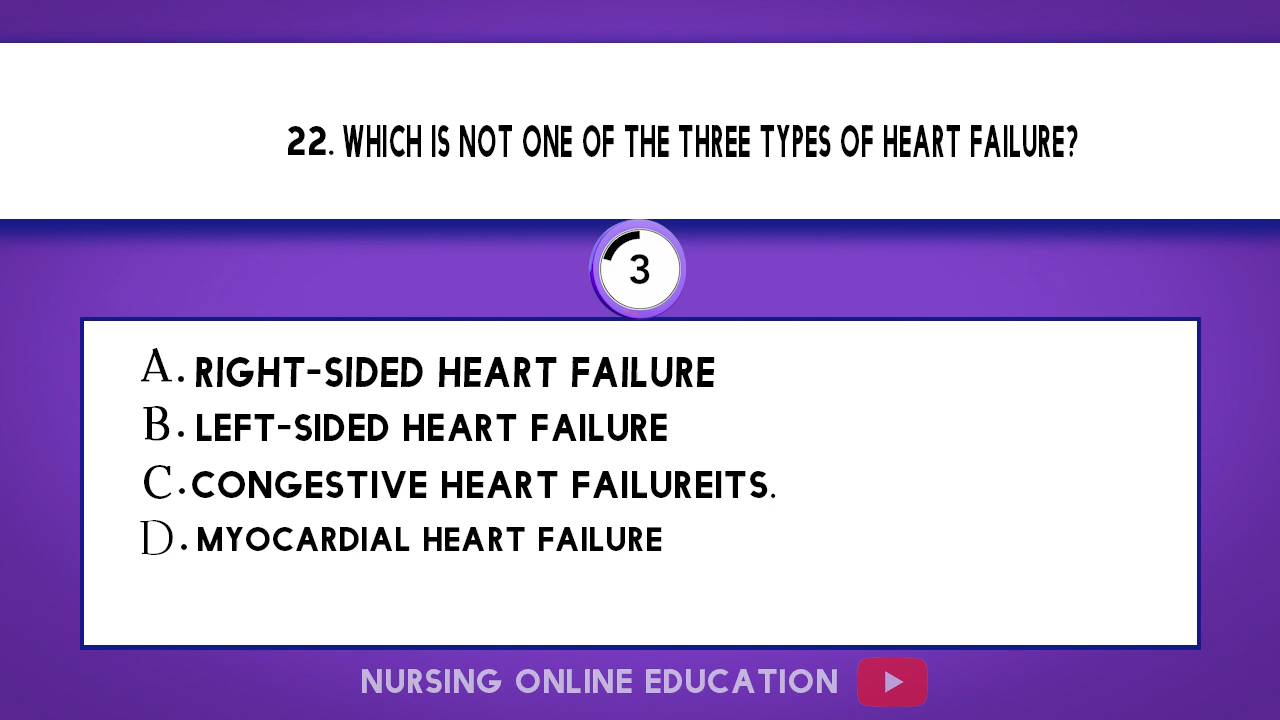 22. WHICH IS NOT ONE OF THE THREE TYPES OF HEART FAILURE?
3
A. RIGHT-SIDED HEART FAILURE
B. LEFT-SIDED HEART FAILURE
C. CONGESTIVE HEART FAILUREITS.
D. MYOCARDIAL HEART FAILURE
NURSING ONLINE EDUCATION